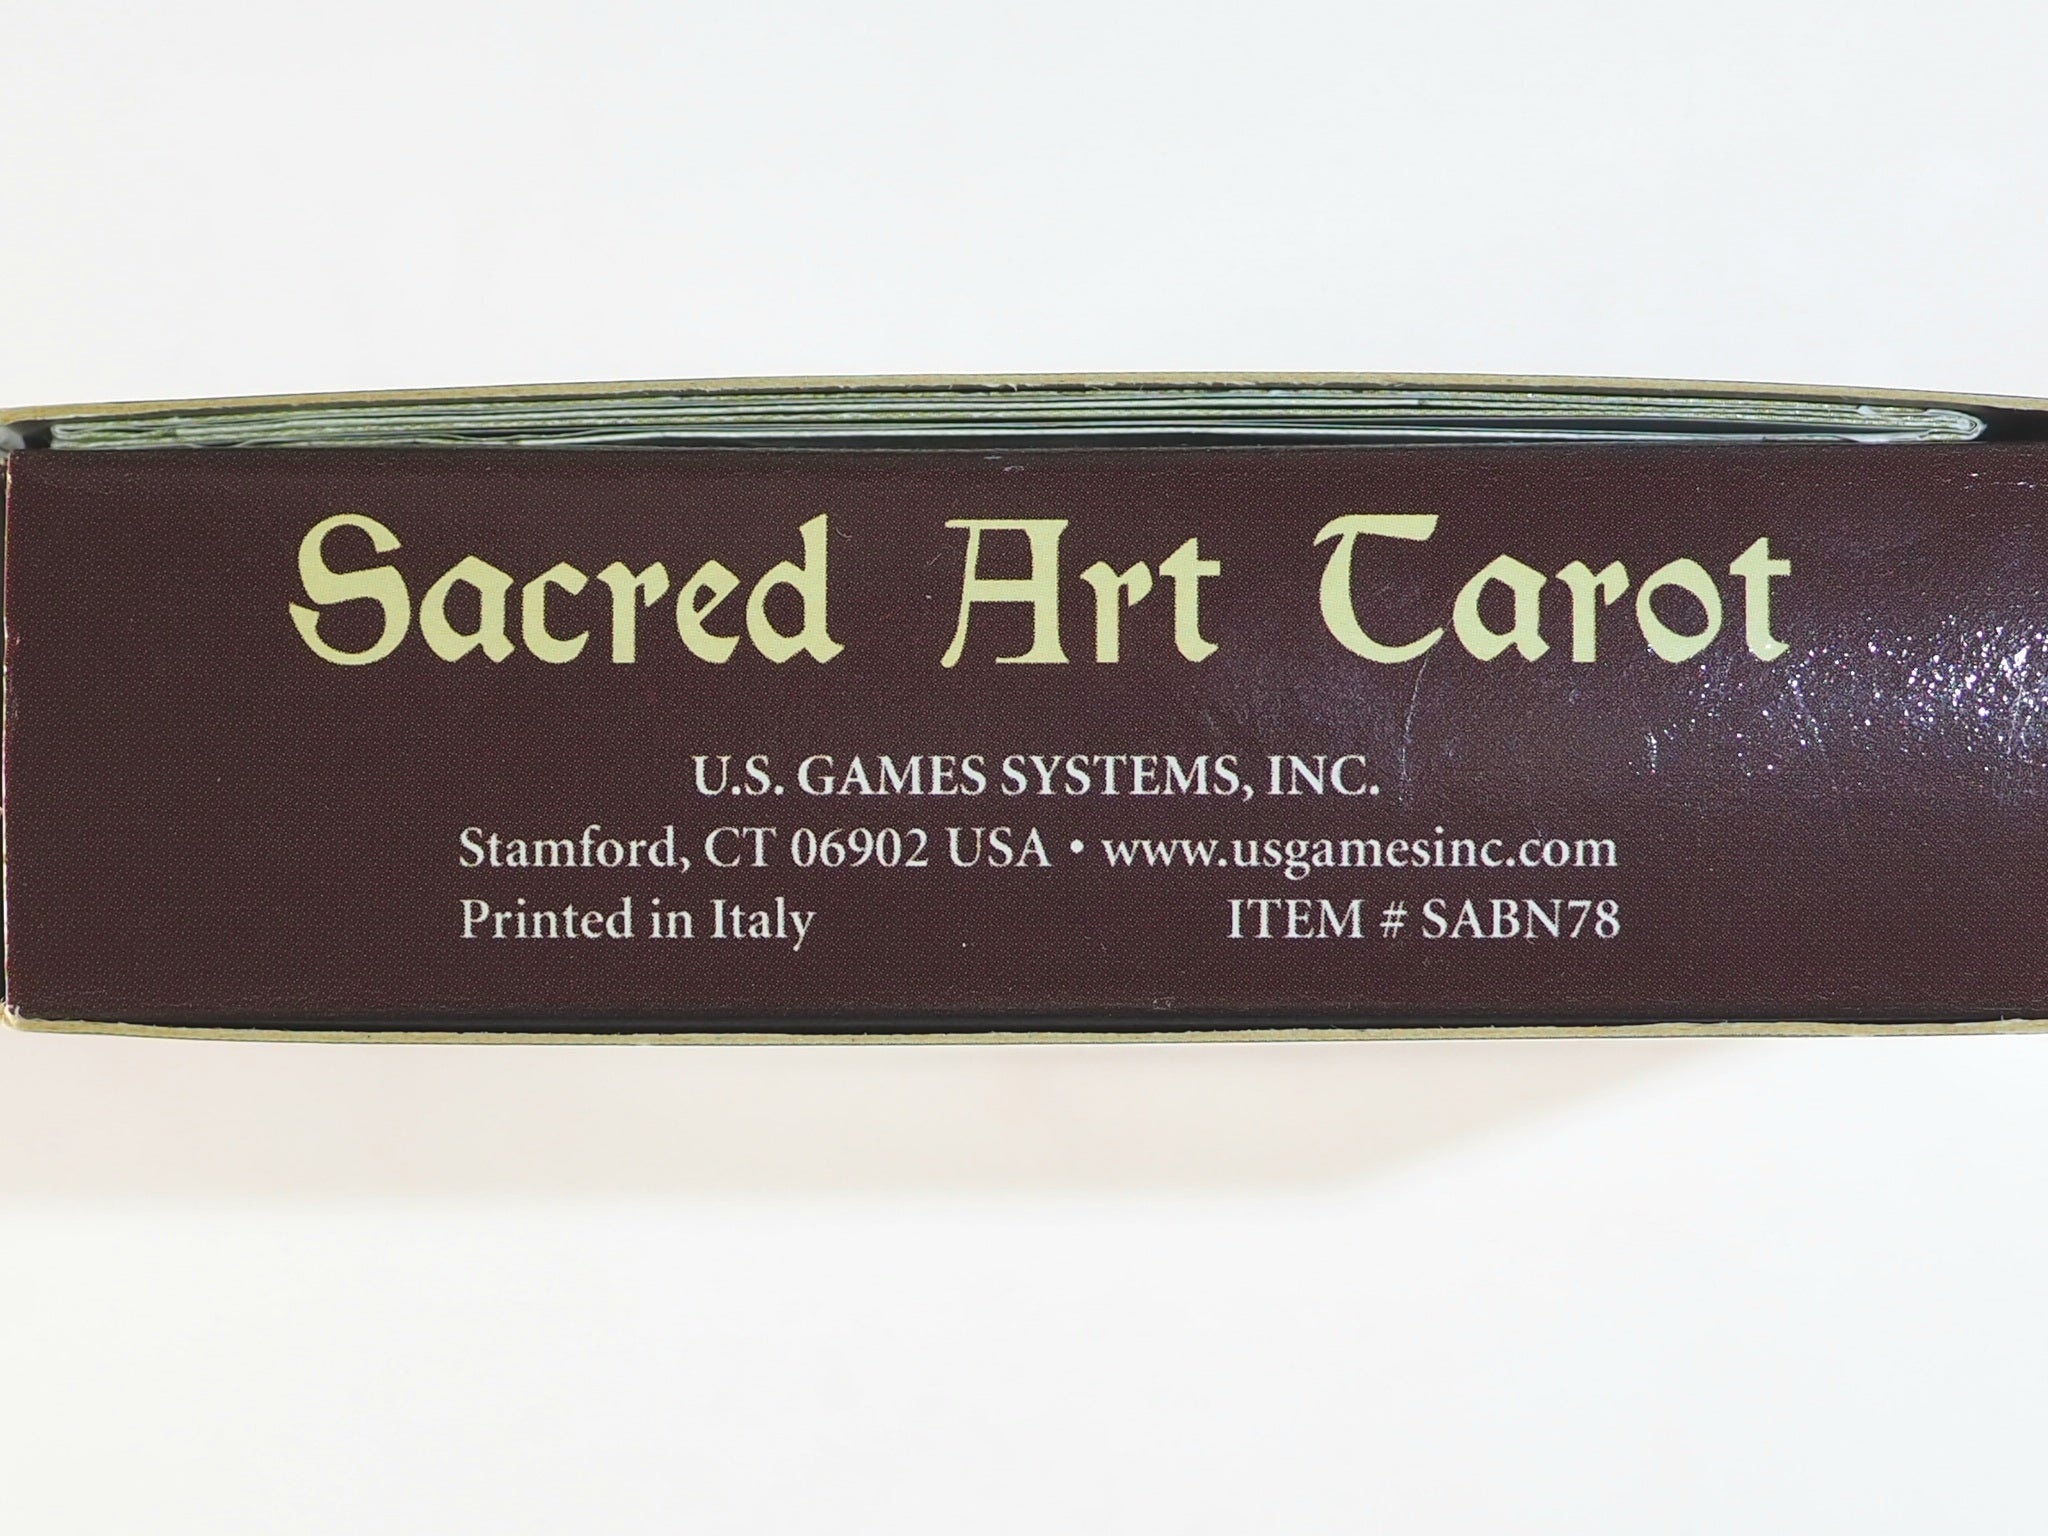 Sacred Art Tarot
U.S. GAMES SYSTEMS, INC.
Stamford, CT 06902 USA • www.usgamesinc.com
Printed in Italy ITEM # SABN78